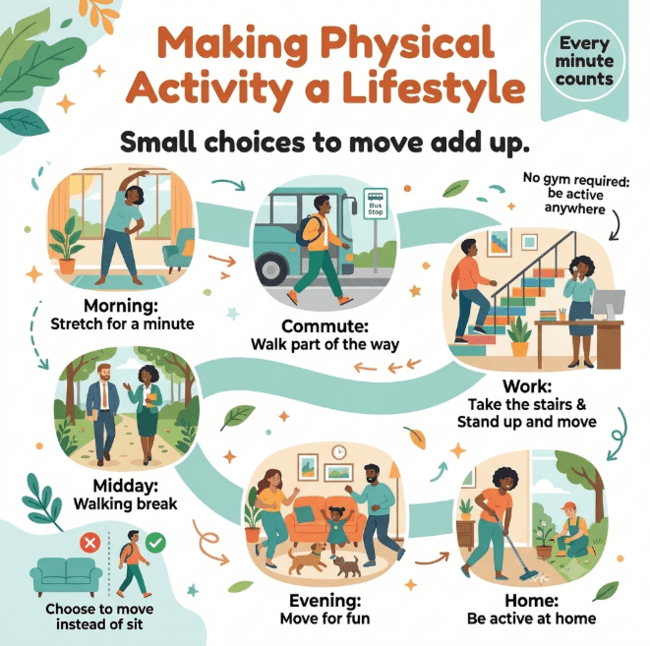 Making Physical
Activity a Lifestyle
Every
minute
counts
Small choices to move add up.
No gym required:
be active
anywhere
Bus
Stop
Morning:
Stretch for a minute
Commute:
Walk part of the way
Work:
Take the stairs &
Stand up and move
Midday:
Walking break
Choose to move
instead of sit
Evening:
Move for fun
Home:
Be active at home